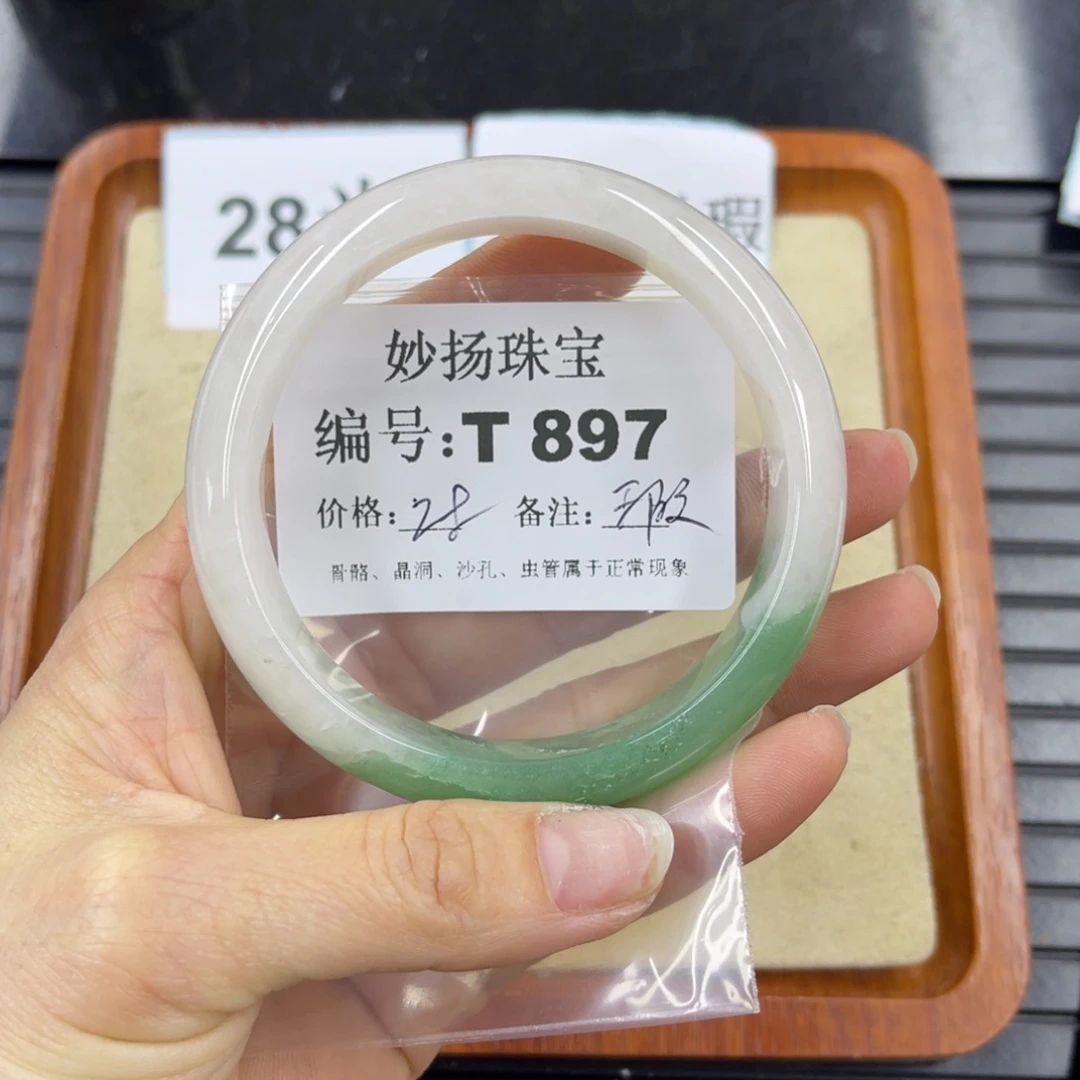 28
瑕
妙扬珠宝
编号:T 897
价格:28 备注:瑕
骨骼、晶洞、沙孔、虫管属于正常现象